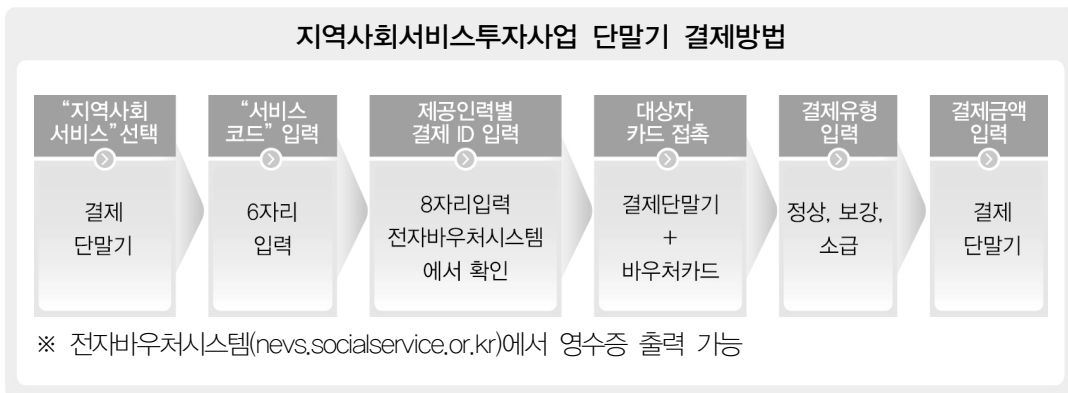 지역사회서비스투자사업 단말기 결제방법
“지역사회
서비스”선택
“서비스
코드” 입력
제공인력별
결제 ID 입력
대상자
카드 접촉
결제유형
입력
결제금액
입력
결제
단말기
6자리
입력
8자리입력
전자바우처시스템
에서 확인
결제단말기
+
바우처카드
정상, 보강,
소급
결제
단말기
※ 전자바우처시스템(nevs.socialservice.or.kr)에서 영수증 출력 가능